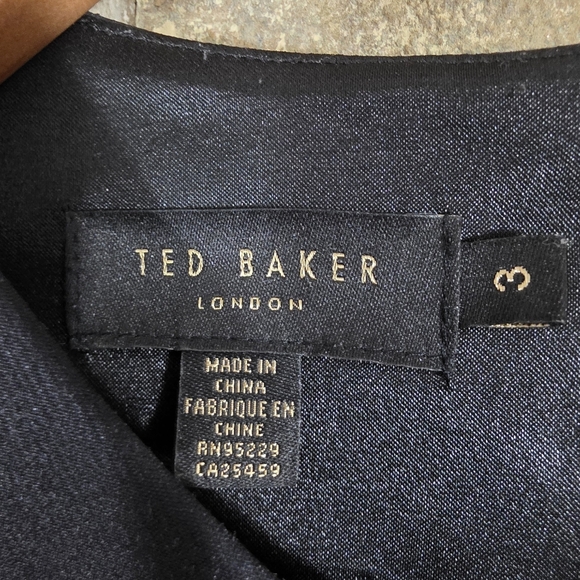 TED BAKER
LONDON
3
MADE IN
CHINA
FABRIQUE EN
CHINE
RN95229
CA25459